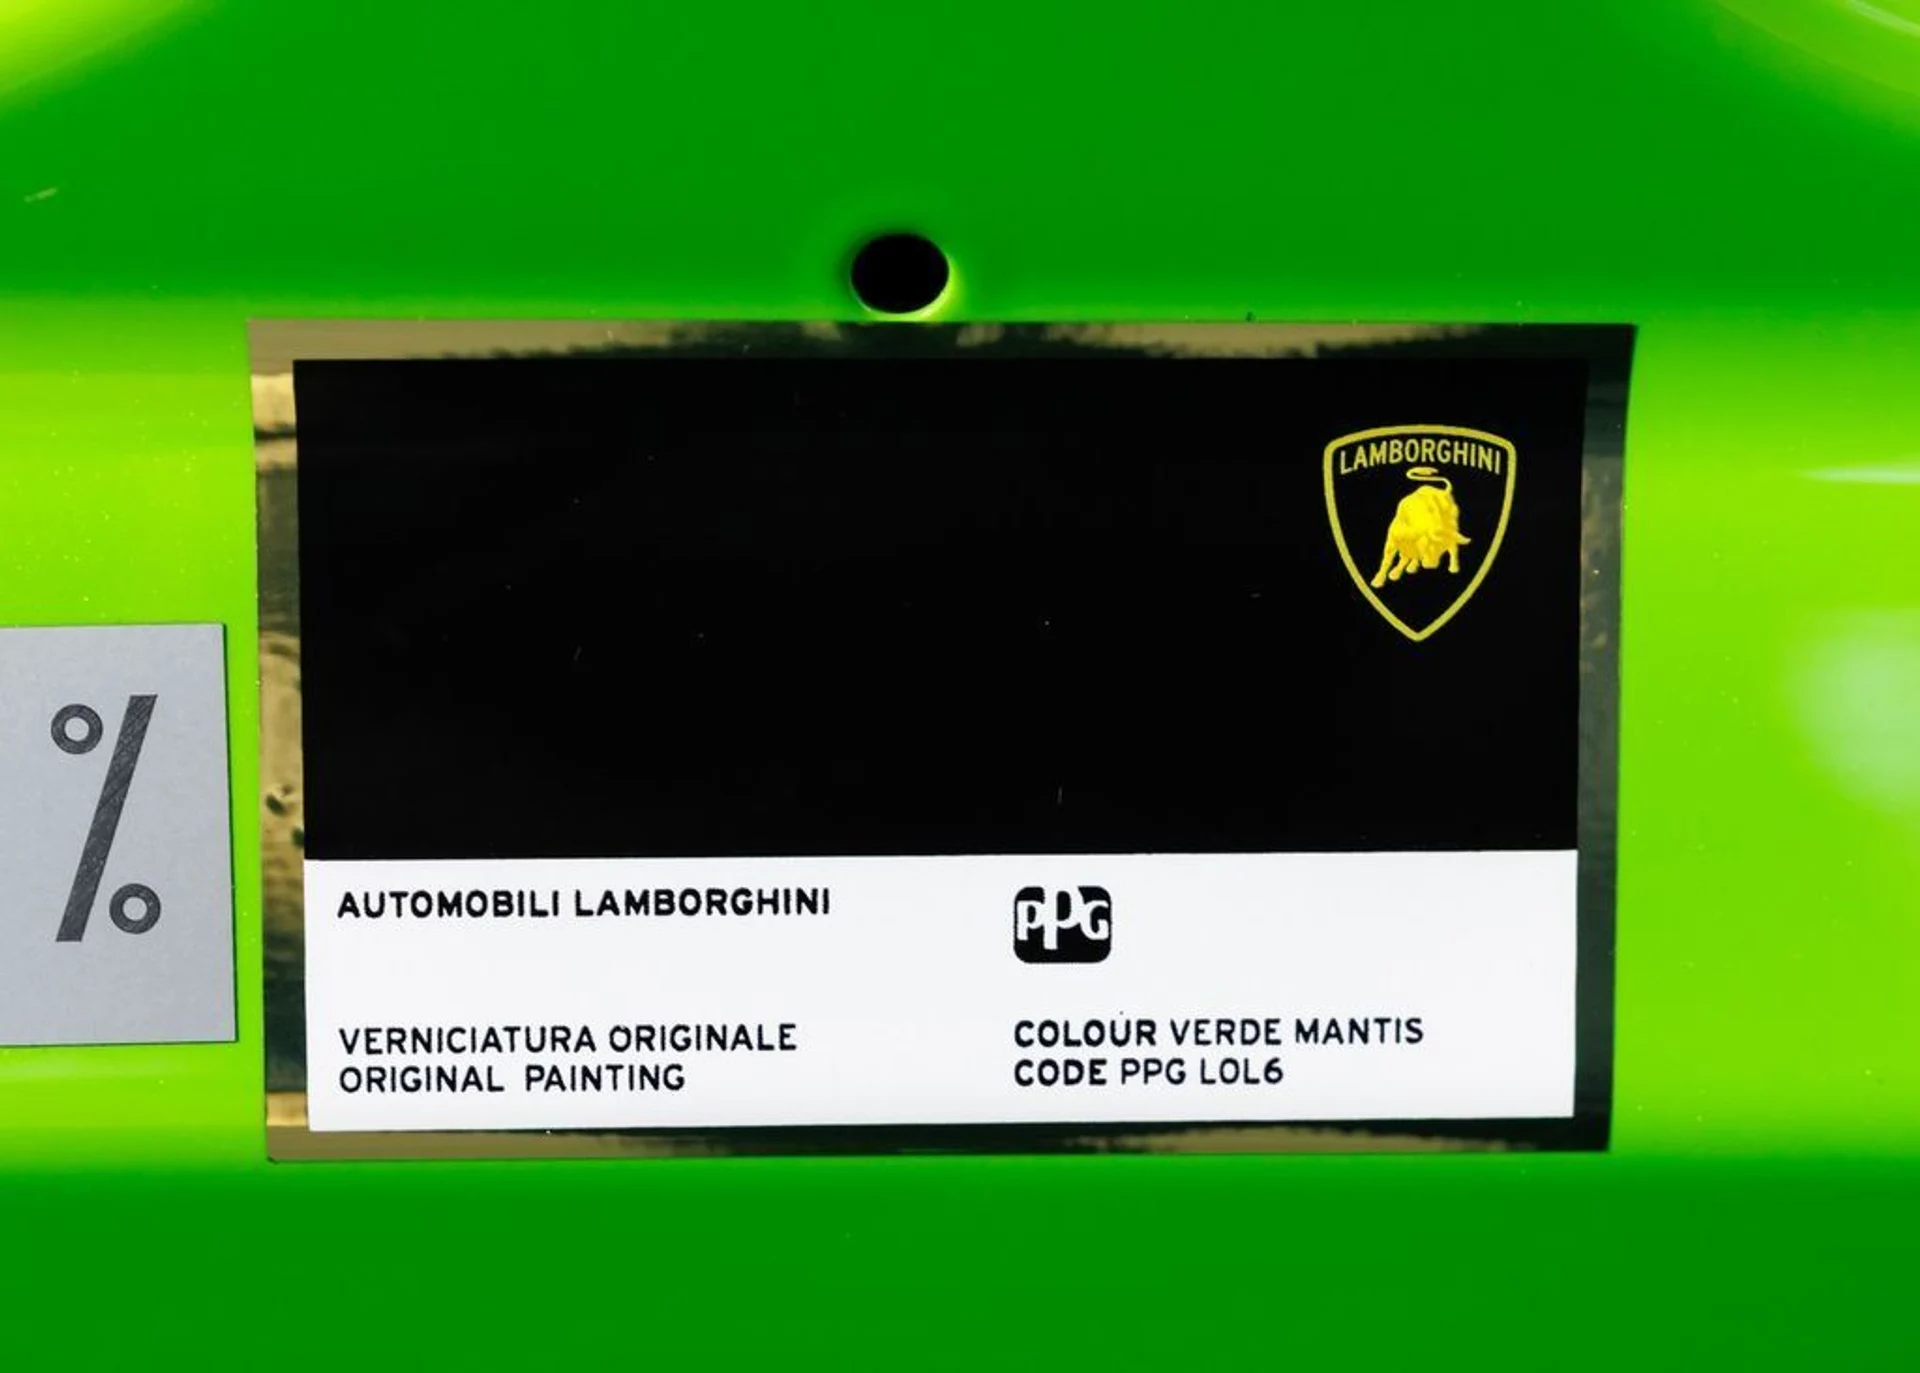 LAMBORGHINI
%
AUTOMOBILI LAMBORGHINI
PPG
VERNICIATURA ORIGINALE
ORIGINAL PAINTING
COLOUR VERDE MANTIS
CODE PPG LOL6